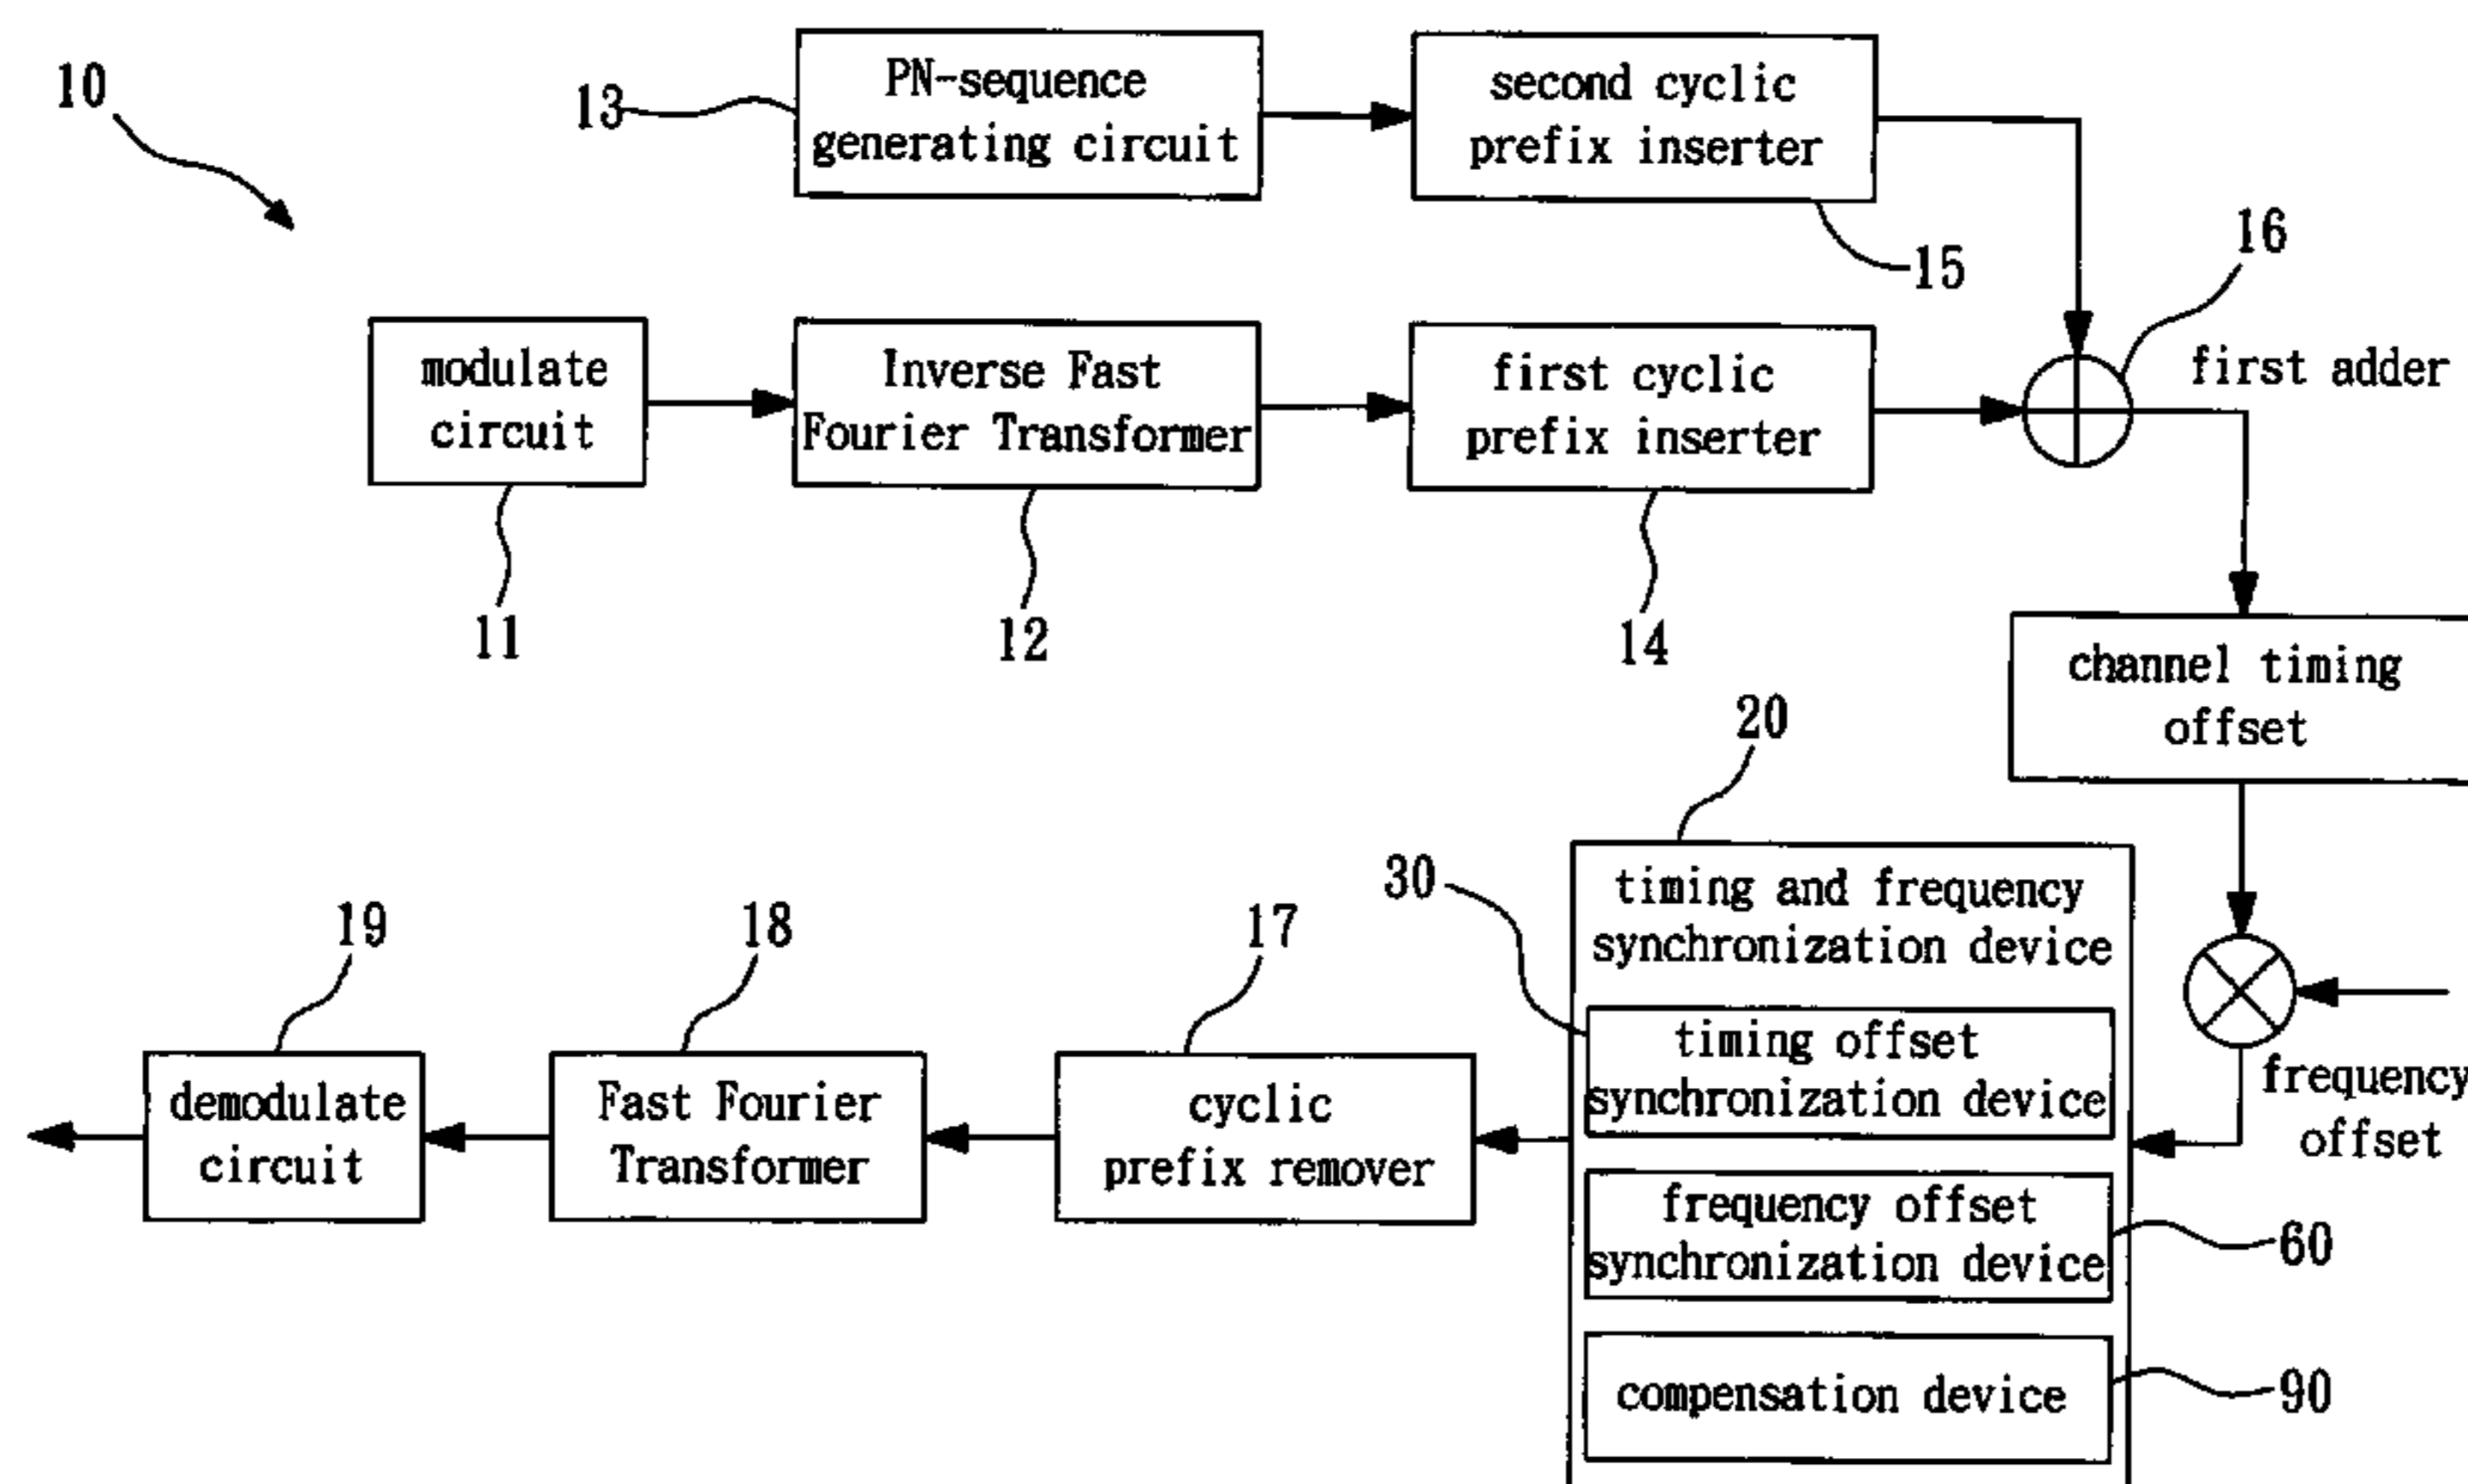 10
13
PN-sequence
generating circuit
second cyclic
prefix inserter
15
16
modulate
circuit
Inverse Fast
Fourier Transformer
first cyclic
prefix inserter
first adder
11
12
14
channel timing
offset
20
timing and frequency
synchronization device
30
timing offset
synchronization device
frequency
offset
19
18
17
demodulate
circuit
Fast Fourier
Transformer
cyclic
prefix remover
frequency offset
synchronization device
60
compensation device
90